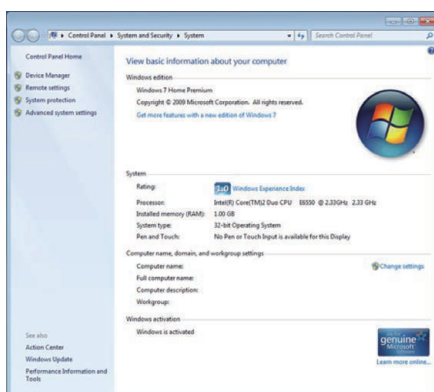 Control Panel ▸ System and Security ▸ System
Search Control Panel
Control Panel Home
Device Manager
Remote settings
System protection
Advanced system settings
See also
Action Center
Windows Update
Performance Information and
Tools
View basic information about your computer
Windows edition
Windows 7 Home Premium
Copyright © 2009 Microsoft Corporation. All rights reserved.
Get more features with a new edition of Windows 7
System
Rating: Windows Experience Index
Processor: Intel(R) Core(TM)2 Duo CPU E6550 @ 2.33GHz 2.33 GHz
Installed memory (RAM): 1.00 GB
System type: 32-bit Operating System
Pen and Touch: No Pen or Touch Input is available for this Display
Computer name, domain, and workgroup settings
Computer name: Change settings
Full computer name:
Computer description:
Workgroup:
Windows activation
Windows is activated
genuine
Microsoft
Learn more online...